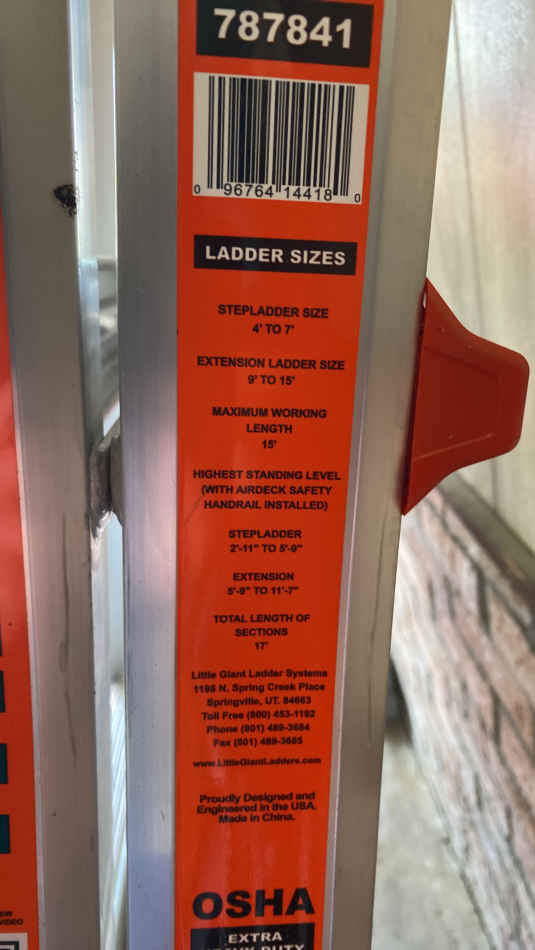 787841
0 96764 14418 0
LADDER SIZES
STEPLADDER SIZE
4' TO 7'
EXTENSION LADDER SIZE
9' TO 15'
MAXIMUM WORKING
LENGTH
15'
HIGHEST STANDING LEVEL
(WITH AIRDECK SAFETY
HANDRAIL INSTALLED)
STEPLADDER
2'-11" TO 5'-9"
EXTENSION
5'-9" TO 11'-7"
TOTAL LENGTH OF
SECTIONS
17'
Little Giant Ladder Systems
1198 N. Spring Creek Place
Springville, UT. 84663
Toll Free (800) 453-1192
Phone (801) 489-3684
Fax (801) 489-3685
www.LittleGiantLadders.com
Proudly Designed and
Engineered in the USA.
Made in China.
OSHA
EXTRA
HEAVY DUTY
VIDEO